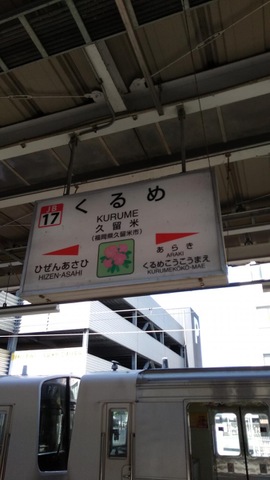 JB
17
くるめ
KURUME
久留米
(福岡県久留米市)
ひぜんあさひ
HIZEN-ASAHI
あらき
ARAKI
くるめこうこうまえ
KURUMEKOKO-MAE